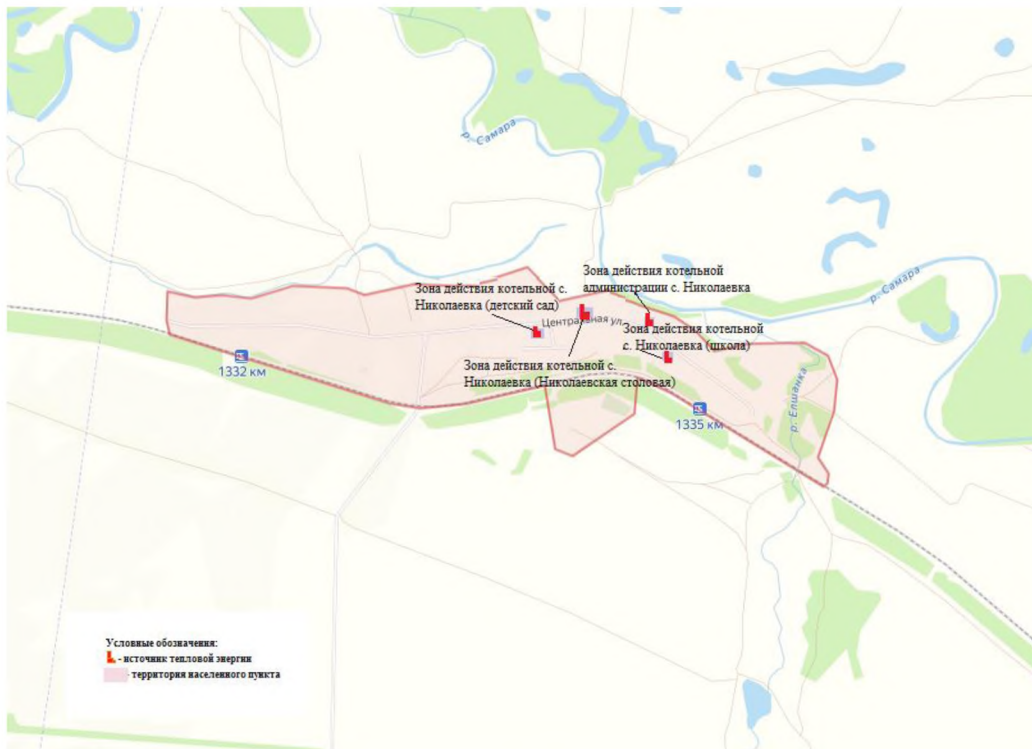 р. Самара
р. Самара
Зона действия котельной
администрации с. Николаевка
Зона действия котельной с.
Николаевка (детский сад)
Центральная ул.
Зона действия котельной
с. Николаевка (школа)
Зона действия котельной с.
Николаевка (Николаевская столовая)
1332 км
1335 км
р. Елшанка
Условные обозначения:
- источник тепловой энергии
- территория населенного пункта